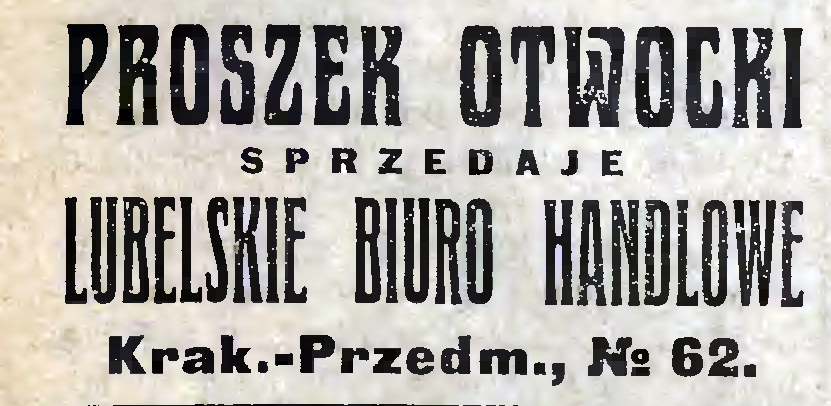 PROSZEK OTWOCKI
SPRZEDAJE
LUBELSKIE BIURO HANDLOWE
Krak.-Przedm., № 62.